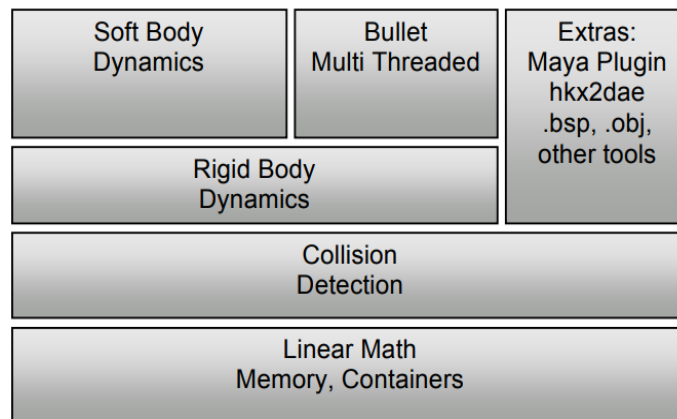 Soft Body
Dynamics
Bullet
Multi Threaded
Extras:
Maya Plugin
hkx2dae
.bsp, .obj,
other tools
Rigid Body
Dynamics
Collision
Detection
Linear Math
Memory, Containers